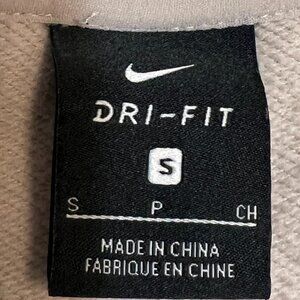 DRI-FIT
S
S P CH
MADE IN CHINA
FABRIQUE EN CHINE